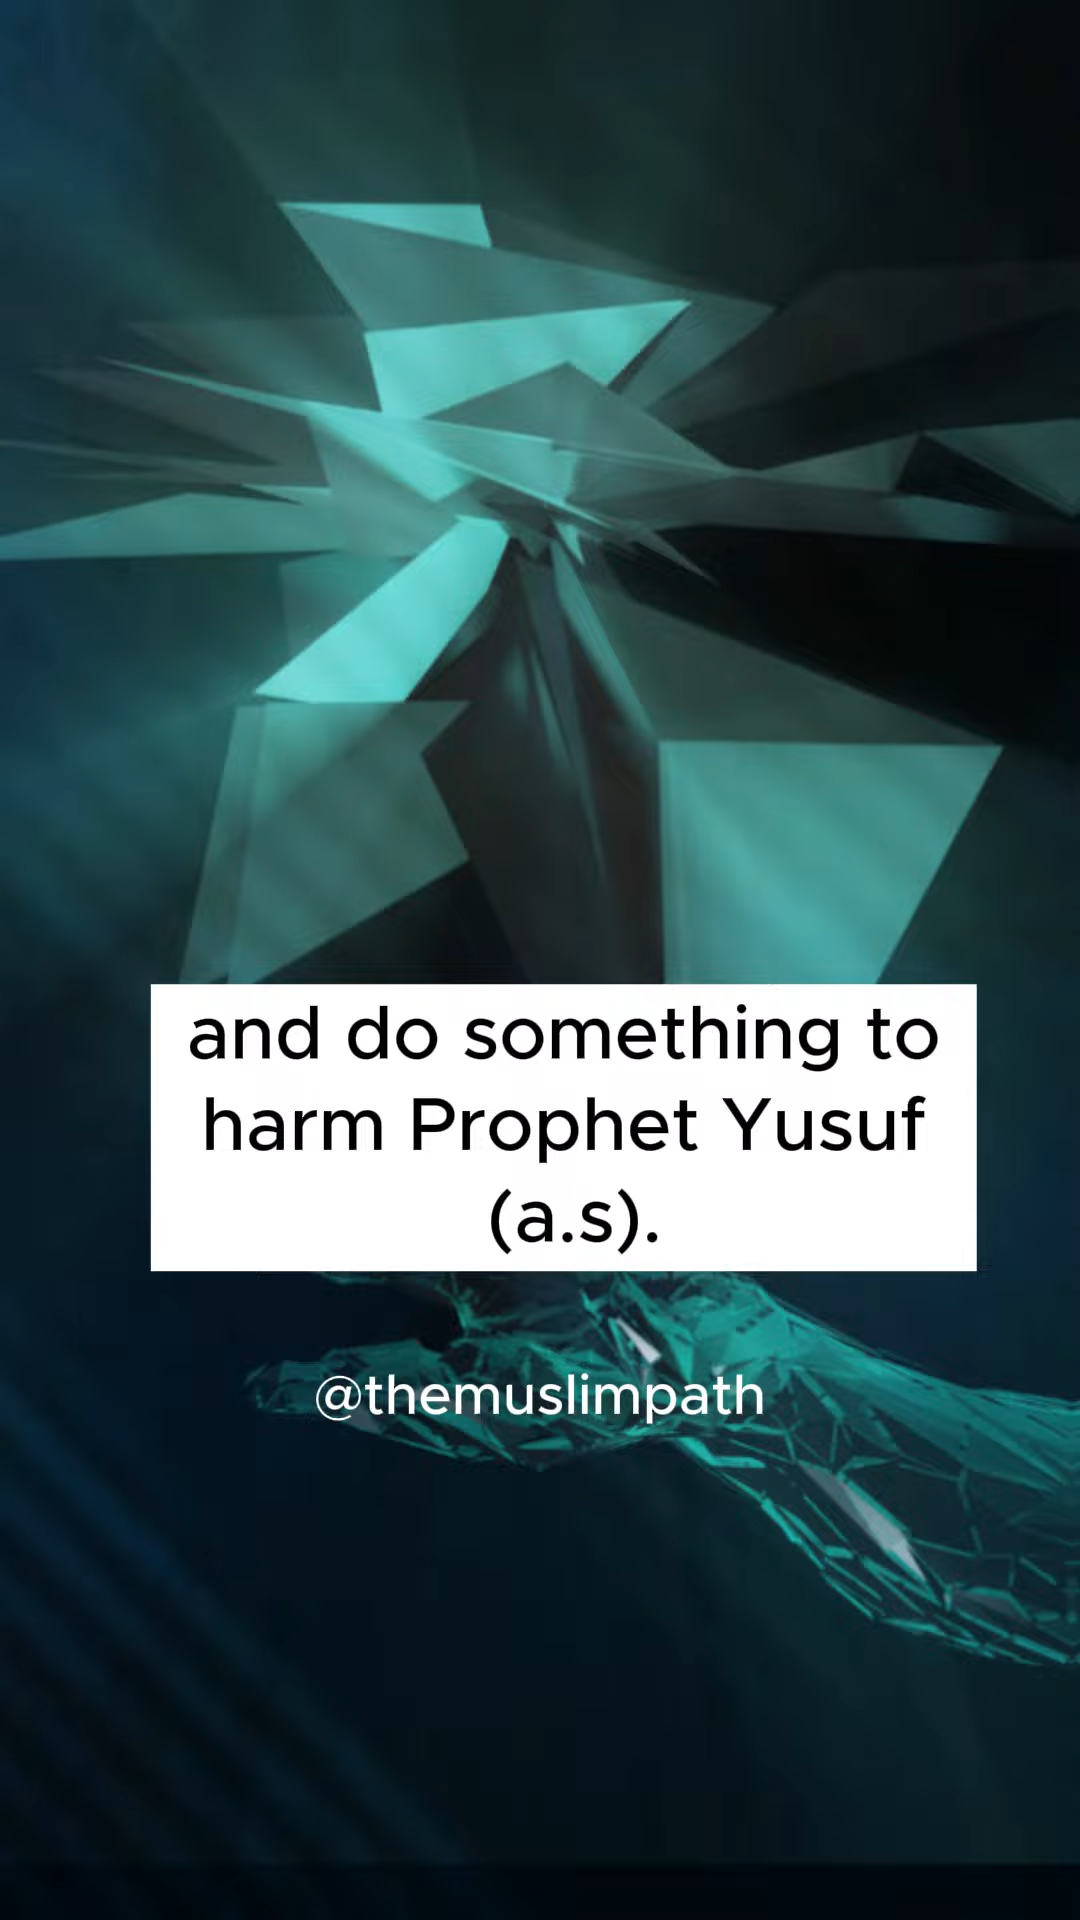 and do something to
harm Prophet Yusuf
(a.s).
@themuslimpath